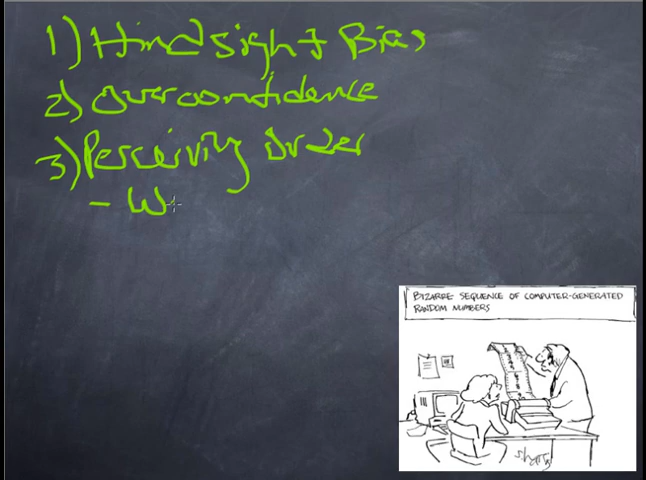 1) Hindsight Bias
2) Overconfidence
3) Perceiving Order
- W
BIZARRE SEQUENCE OF COMPUTER-GENERATED
RANDOM NUMBERS